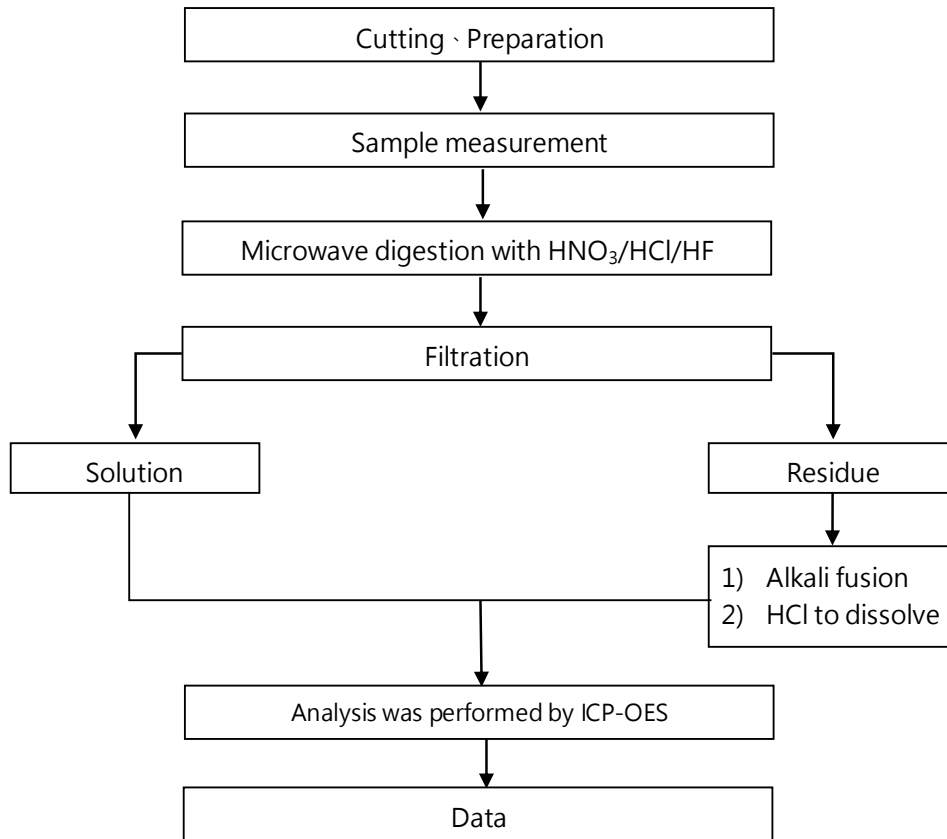 Cutting、Preparation
Sample measurement
Microwave digestion with HNO₃/HCl/HF
Filtration
Solution
Residue
1) Alkali fusion
2) HCl to dissolve
Analysis was performed by ICP-OES
Data